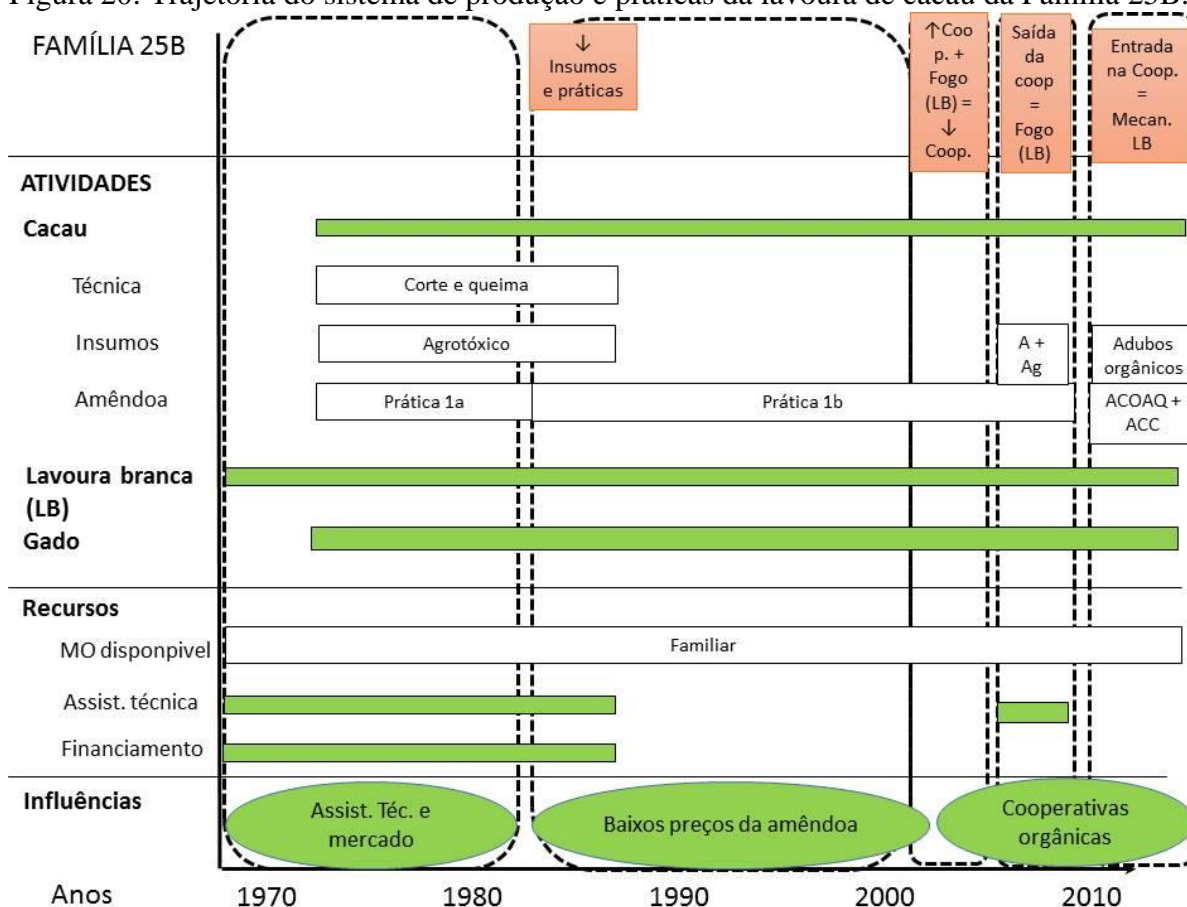 Figura 20: Trajetória do sistema de produção e práticas da lavoura de cacau da Família 25B.
FAMÍLIA 25B
↓
Insumos
e práticas
↑Coo
p. +
Fogo
(LB) =
↓
Coop.
Saída
da
coop
=
Fogo
(LB)
Entrada
na Coop.
=
Mecan.
LB
ATIVIDADES
Cacau
Técnica
Corte e queima
Insumos
Agrotóxico
A +
Ag
Adubos
orgânicos
Amêndoa
Prática 1a
Prática 1b
ACOAQ +
ACC
Lavoura branca
(LB)
Gado
Recursos
MO disponpivel
Familiar
Assist. técnica
Financiamento
Influências
Assist. Téc. e
mercado
Baixos preços da amêndoa
Cooperativas
orgânicas
Anos
1970
1980
1990
2000
2010